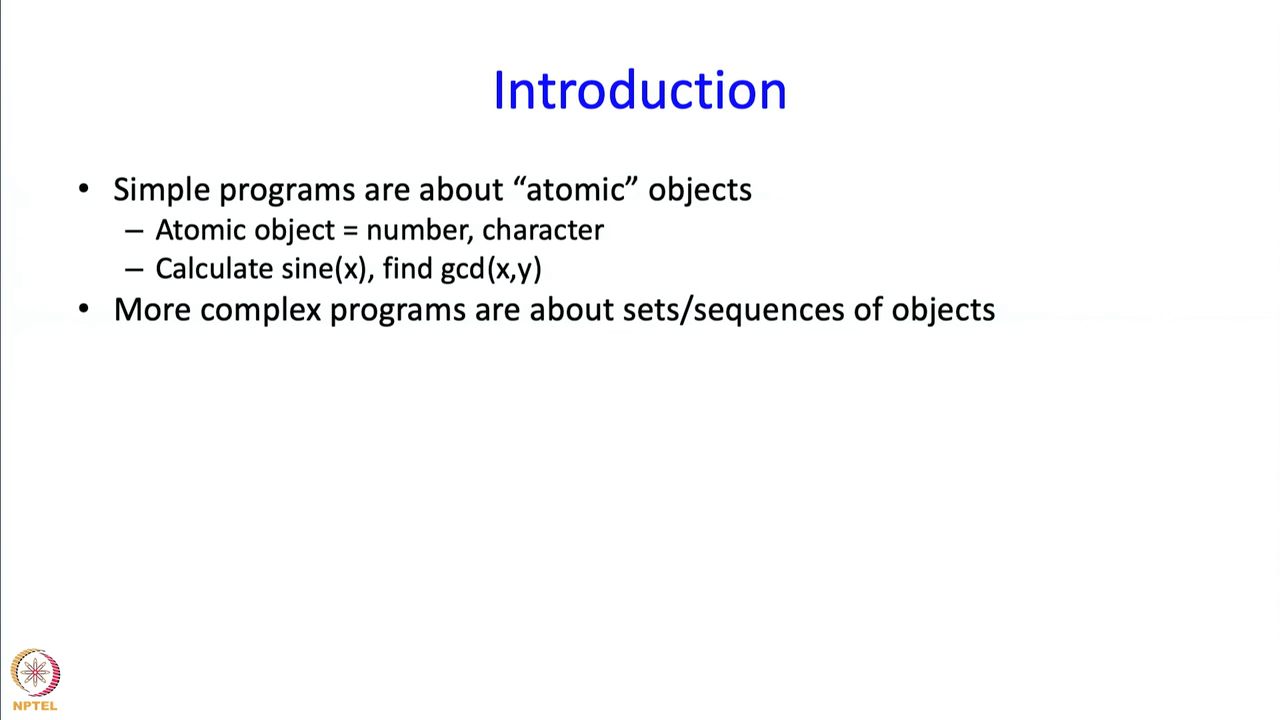 Introduction
• Simple programs are about “atomic” objects
– Atomic object = number, character
– Calculate sine(x), find gcd(x,y)
• More complex programs are about sets/sequences of objects
NPTEL